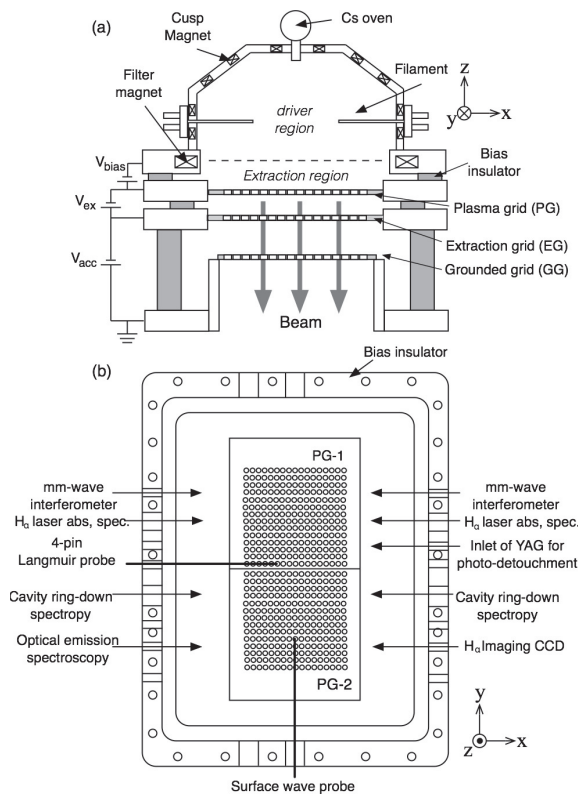 (a)
Cusp
Magnet
Cs oven
Filter
magnet
Filament
driver
region
z
y
x
Bias
insulator
Vbias
Extraction region
Vex
Plasma grid (PG)
Extraction grid (EG)
Vacc
Grounded grid (GG)
Beam
Bias insulator
(b)
PG-1
mm-wave
interferometer
Hα laser abs, spec.
4-pin
Langmuir probe
Cavity ring-down
spectropy
Optical emission
spectroscopy
mm-wave
interferometer
Hα laser abs, spec.
Inlet of YAG for
photo-detouchment
Cavity ring-down
spectropy
Hα Imaging CCD
PG-2
y
z
x
Surface wave probe